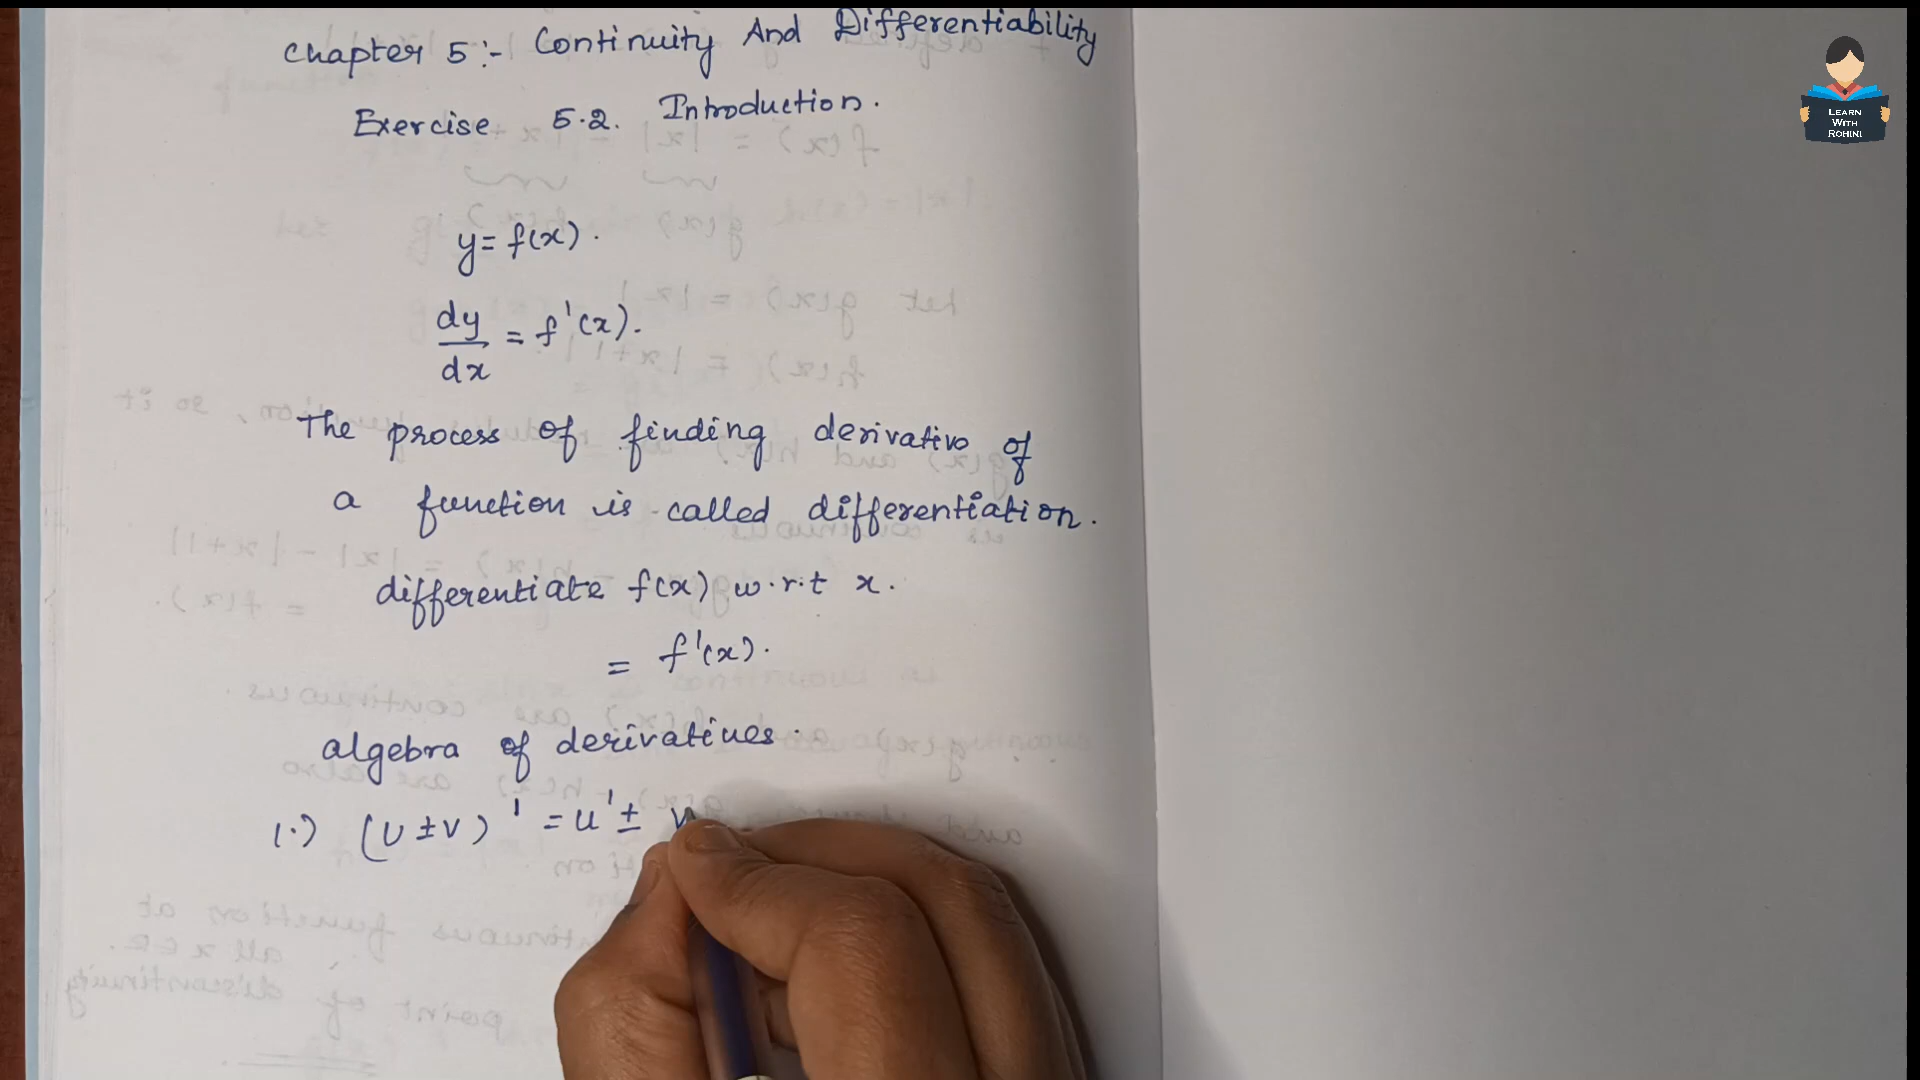 Chapter 5:- Continuity And Differentiability
Exercise 5.2. Introduction.
y = f(x).
dy/dx = f'(x).
The process of finding derivative of
a function is called differentiation.
differentiate f(x) w.r.t x.
= f'(x).
algebra of derivatives.
1.) (U ± V)' = u' ± v
LEARN
WITH
ROHINI